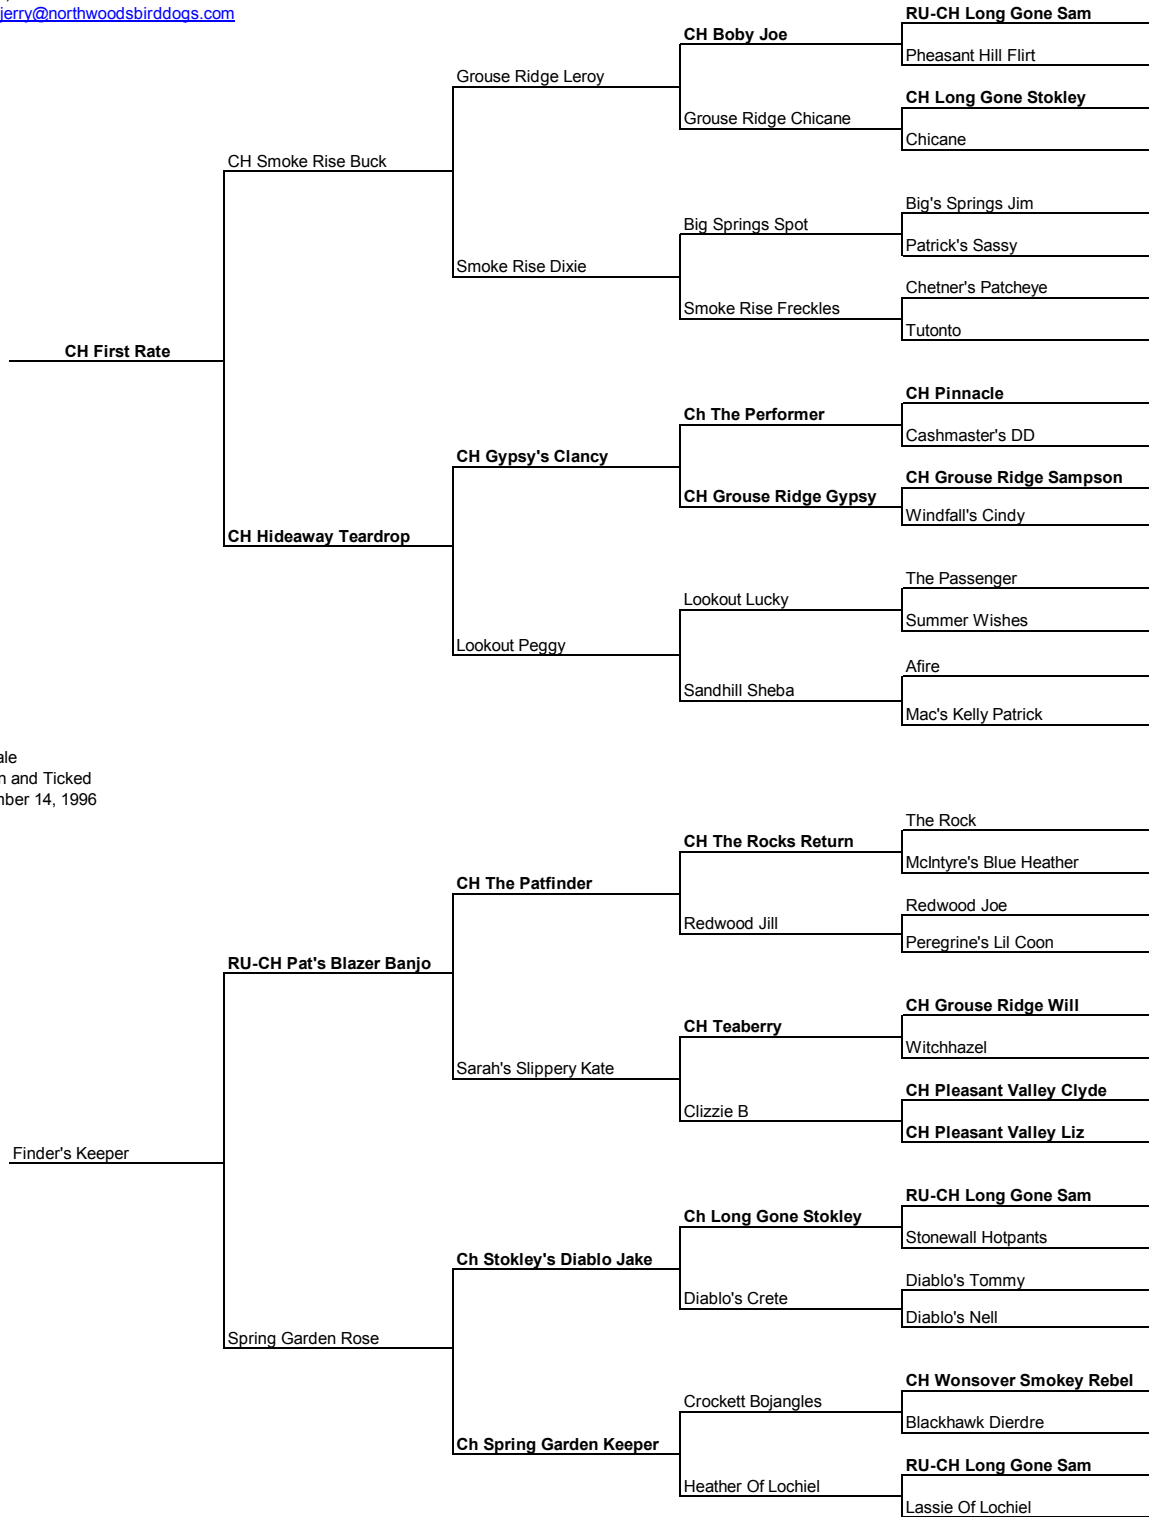 jerry@northwoodsbirddogs.com
RU-CH Long Gone Sam
CH Boby Joe
Pheasant Hill Flirt
Grouse Ridge Leroy
CH Long Gone Stokley
Grouse Ridge Chicane
Chicane
CH Smoke Rise Buck
Big's Springs Jim
Big Springs Spot
Patrick's Sassy
Smoke Rise Dixie
Chetner's Patcheye
Smoke Rise Freckles
Tutonto
CH First Rate
CH Pinnacle
Ch The Performer
Cashmaster's DD
CH Gypsy's Clancy
CH Grouse Ridge Sampson
CH Grouse Ridge Gypsy
Windfall's Cindy
CH Hideaway Teardrop
The Passenger
Lookout Lucky
Summer Wishes
Lookout Peggy
Afire
Sandhill Sheba
Mac's Kelly Patrick
ale
n and Ticked
nber 14, 1996
The Rock
CH The Rocks Return
McIntyre's Blue Heather
CH The Patfinder
Redwood Joe
Redwood Jill
Peregrine's Lil Coon
RU-CH Pat's Blazer Banjo
CH Grouse Ridge Will
CH Teaberry
Witchhazel
Sarah's Slippery Kate
CH Pleasant Valley Clyde
Clizzie B
CH Pleasant Valley Liz
Finder's Keeper
RU-CH Long Gone Sam
Ch Long Gone Stokley
Stonewall Hotpants
Ch Stokley's Diablo Jake
Diablo's Tommy
Diablo's Crete
Diablo's Nell
Spring Garden Rose
CH Wonsover Smokey Rebel
Crockett Bojangles
Blackhawk Dierdre
Ch Spring Garden Keeper
RU-CH Long Gone Sam
Heather Of Lochiel
Lassie Of Lochiel